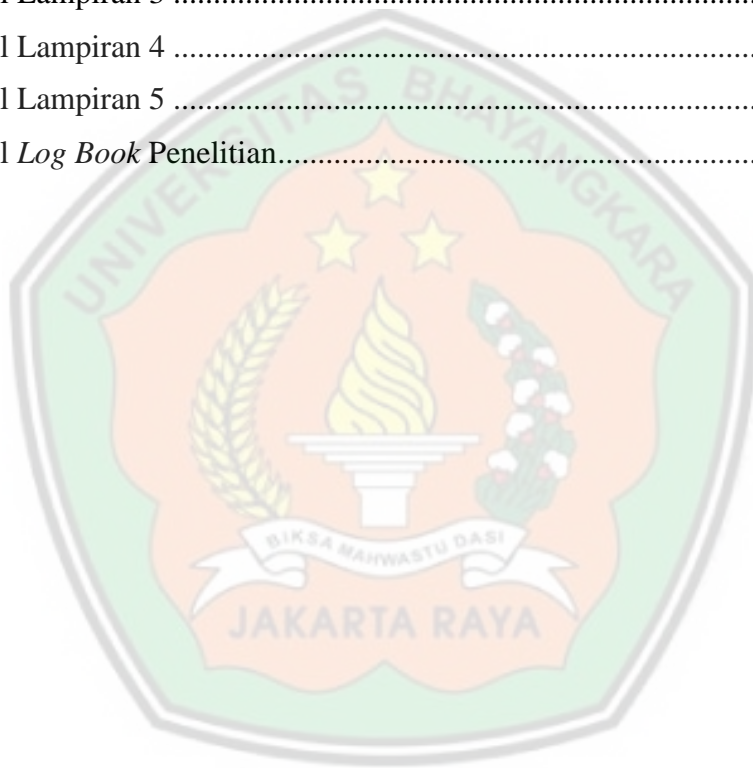 l Lampiran 4 ........................................................................
l Lampiran 5 ........................................................................
l Log Book Penelitian.........................................................
UNIVERSITAS BHAYANGKARA
BIKSA MAHWASTU DASI
JAKARTA RAYA